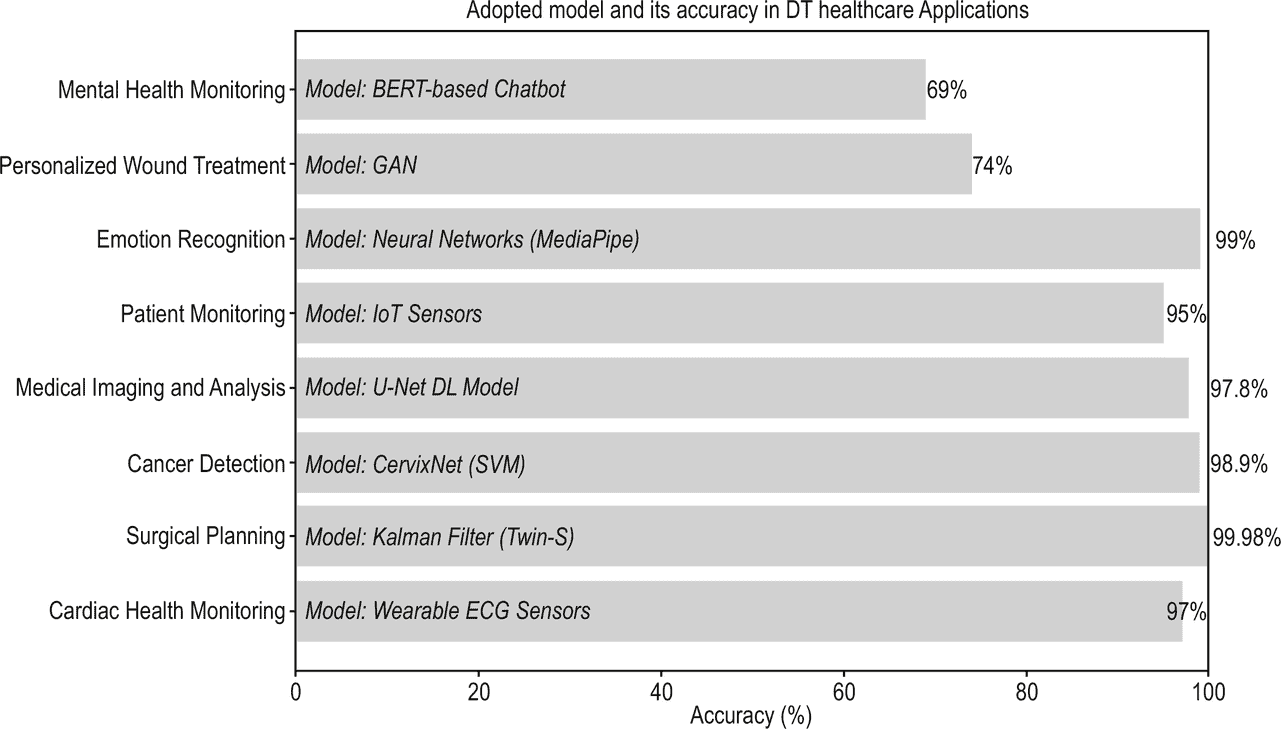 Adopted model and its accuracy in DT healthcare Applications
Mental Health Monitoring Model: BERT-based Chatbot 69%
Personalized Wound Treatment Model: GAN 74%
Emotion Recognition Model: Neural Networks (MediaPipe) 99%
Patient Monitoring Model: IoT Sensors 95%
Medical Imaging and Analysis Model: U-Net DL Model 97.8%
Cancer Detection Model: CervixNet (SVM) 98.9%
Surgical Planning Model: Kalman Filter (Twin-S) 99.98%
Cardiac Health Monitoring Model: Wearable ECG Sensors 97%
0 20 40 60 80 100
Accuracy (%)